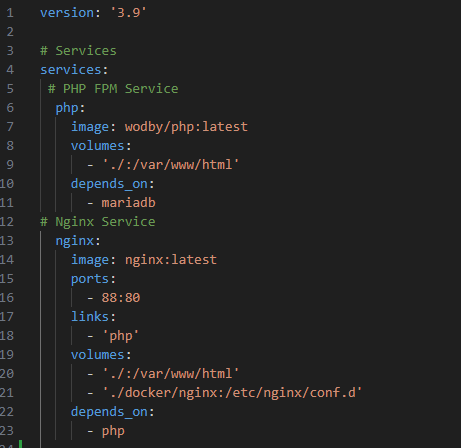 1 version: '3.9'
2
3 # Services
4 services:
5 # PHP FPM Service
6 php:
7 image: wodby/php:latest
8 volumes:
9 - './:/var/www/html'
10 depends_on:
11 - mariadb
12 # Nginx Service
13 nginx:
14 image: nginx:latest
15 ports:
16 - 88:80
17 links:
18 - 'php'
19 volumes:
20 - './:/var/www/html'
21 - './docker/nginx:/etc/nginx/conf.d'
22 depends_on:
23 - php